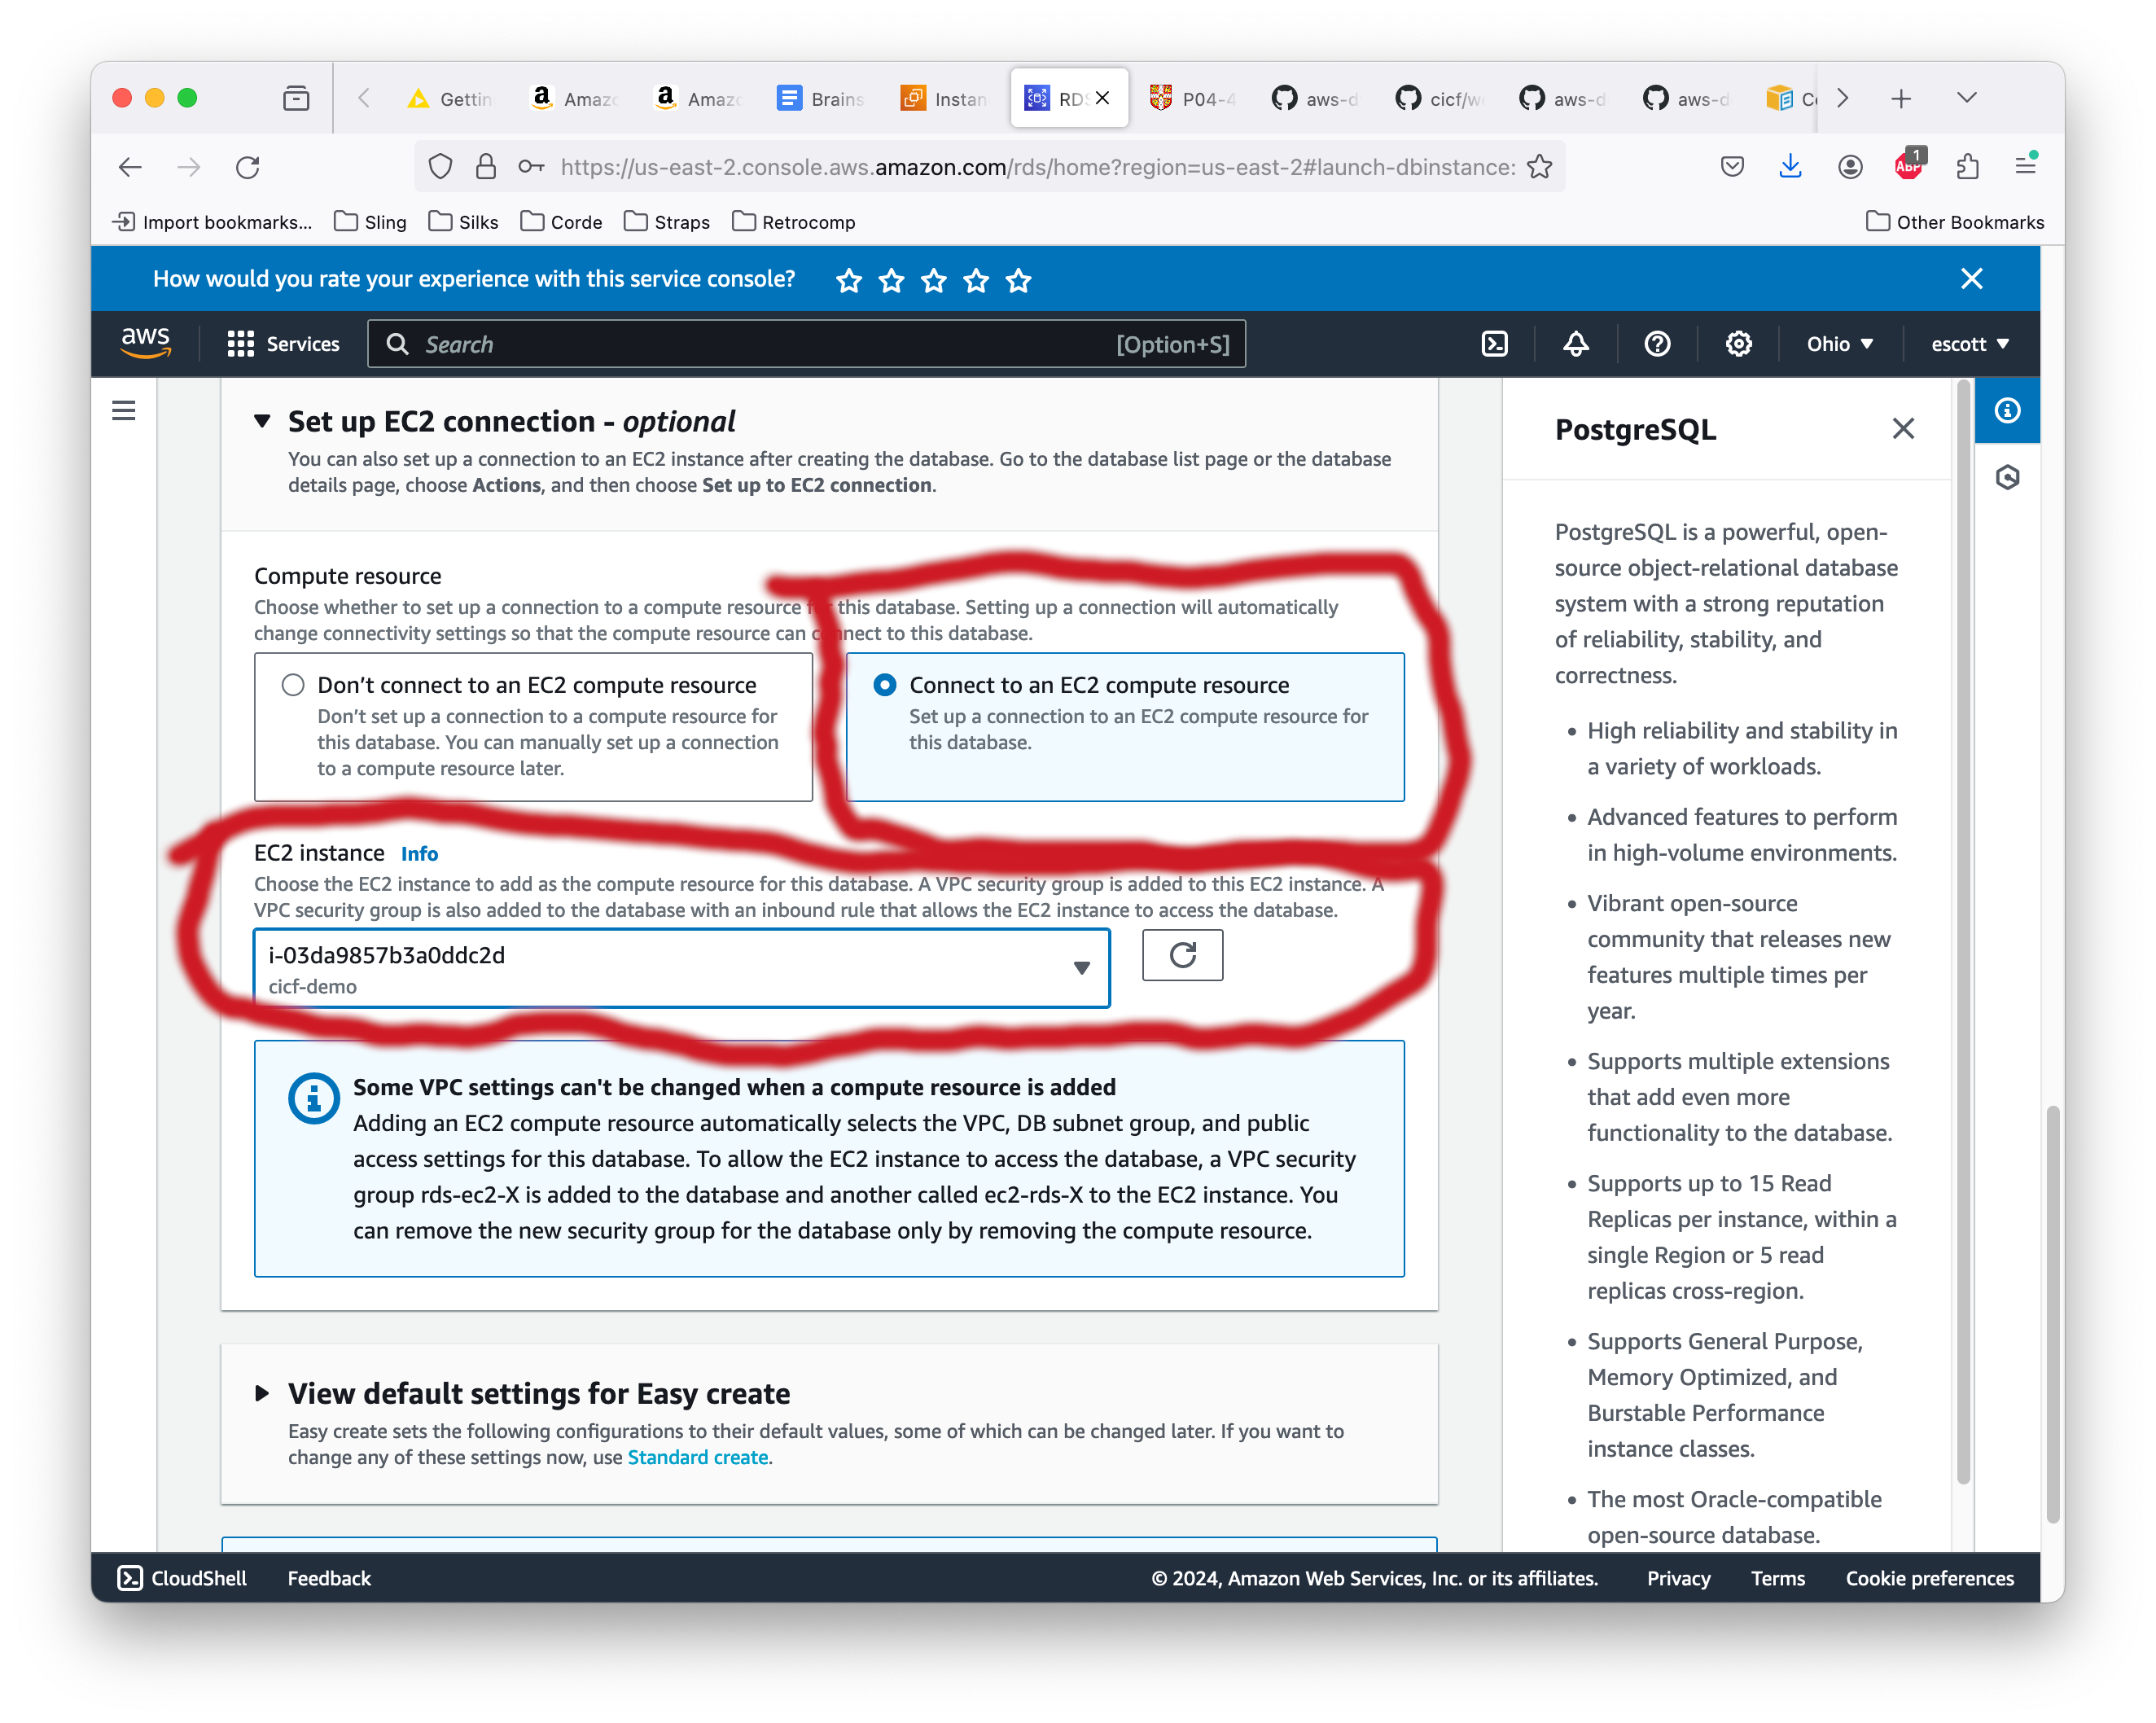 Gettin
Amazo
Amazo
Brains
Instan
RDS
P04-4
aws-d
cicf/w
aws-d
aws-d
https://us-east-2.console.aws.amazon.com/rds/home?region=us-east-2#launch-dbinstance:
ABP
1
Import bookmarks...
Sling
Silks
Corde
Straps
Retrocomp
Other Bookmarks
How would you rate your experience with this service console?
aws
Services
Search
[Option+S]
Ohio
escott
Set up EC2 connection - optional
You can also set up a connection to an EC2 instance after creating the database. Go to the database list page or the database
details page, choose Actions, and then choose Set up to EC2 connection.
Compute resource
Choose whether to set up a connection to a compute resource for this database. Setting up a connection will automatically
change connectivity settings so that the compute resource can connect to this database.
Don't connect to an EC2 compute resource
Don't set up a connection to a compute resource for
this database. You can manually set up a connection
to a compute resource later.
Connect to an EC2 compute resource
Set up a connection to an EC2 compute resource for
this database.
EC2 instance Info
Choose the EC2 instance to add as the compute resource for this database. A VPC security group is added to this EC2 instance. A
VPC security group is also added to the database with an inbound rule that allows the EC2 instance to access the database.
i-03da9857b3a0ddc2d
cicf-demo
Some VPC settings can't be changed when a compute resource is added
Adding an EC2 compute resource automatically selects the VPC, DB subnet group, and public
access settings for this database. To allow the EC2 instance to access the database, a VPC security
group rds-ec2-X is added to the database and another called ec2-rds-X to the EC2 instance. You
can remove the new security group for the database only by removing the compute resource.
View default settings for Easy create
Easy create sets the following configurations to their default values, some of which can be changed later. If you want to
change any of these settings now, use Standard create.
PostgreSQL
PostgreSQL is a powerful, open-
source object-relational database
system with a strong reputation
of reliability, stability, and
correctness.
• High reliability and stability in
a variety of workloads.
• Advanced features to perform
in high-volume environments.
• Vibrant open-source
community that releases new
features multiple times per
year.
• Supports multiple extensions
that add even more
functionality to the database.
• Supports up to 15 Read
Replicas per instance, within a
single Region or 5 read
replicas cross-region.
• Supports General Purpose,
Memory Optimized, and
Burstable Performance
instance classes.
• The most Oracle-compatible
open-source database.
CloudShell
Feedback
© 2024, Amazon Web Services, Inc. or its affiliates.
Privacy
Terms
Cookie preferences